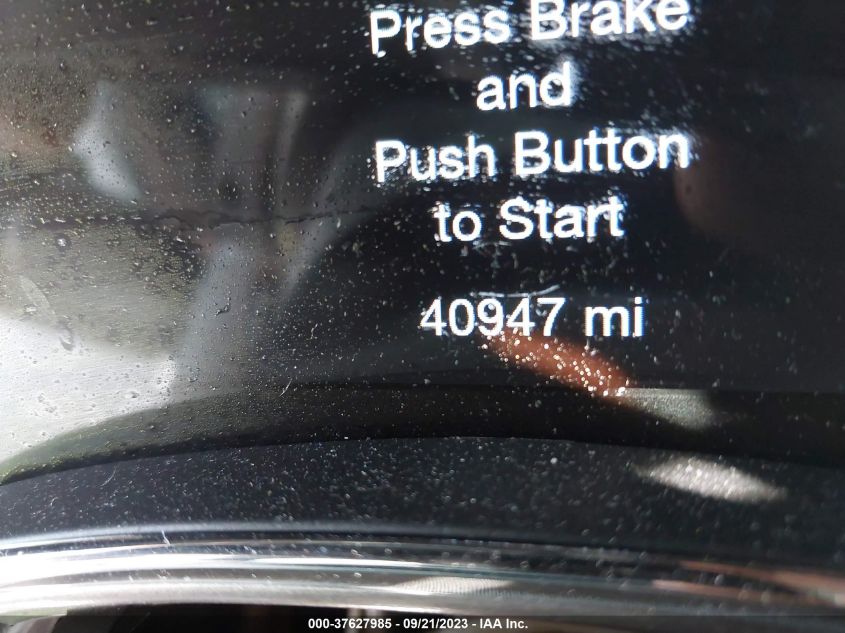 Press Brake
and
Push Button
to Start
40947 mi
000-37627985 - 09/21/2023 - IAA Inc.